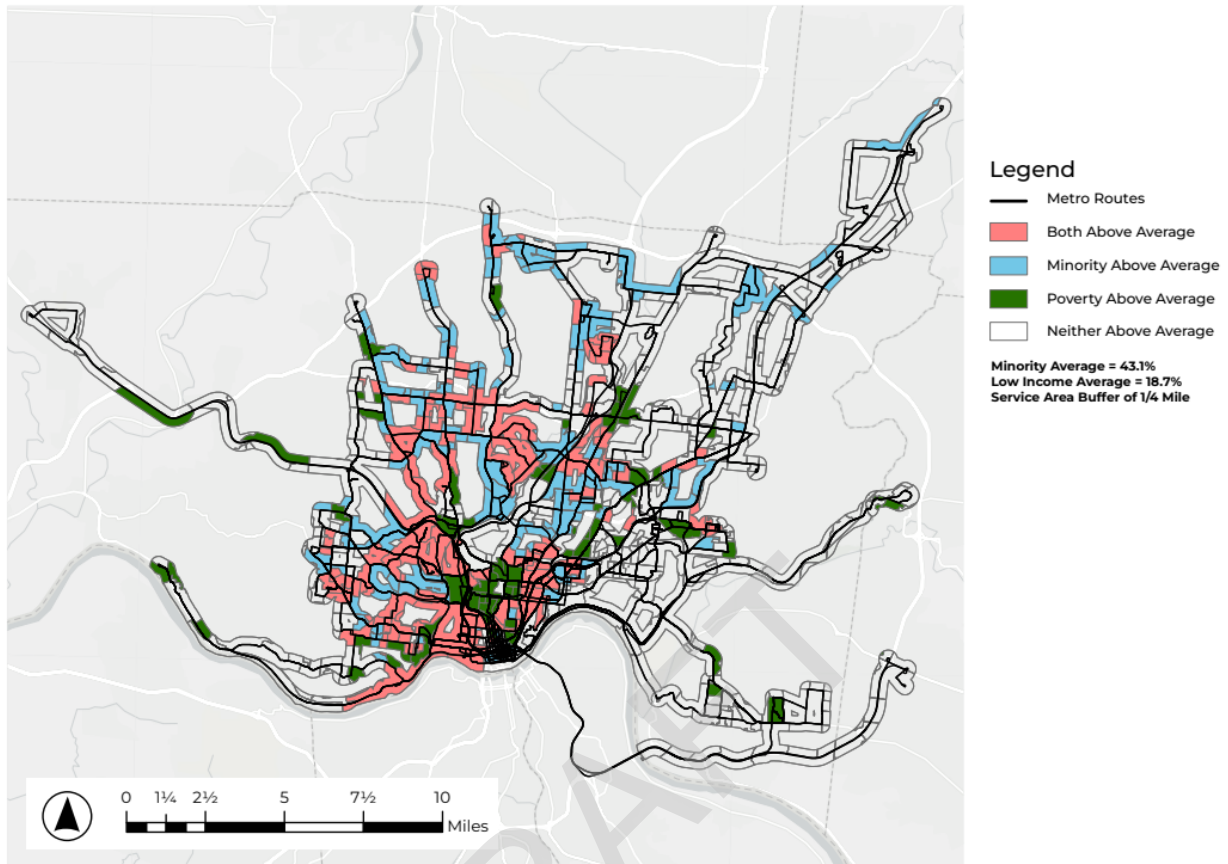 Legend
Metro Routes
Both Above Average
Minority Above Average
Poverty Above Average
Neither Above Average
Minority Average = 43.1%
Low Income Average = 18.7%
Service Area Buffer of 1/4 Mile
0 1¼ 2½ 5 7½ 10
Miles